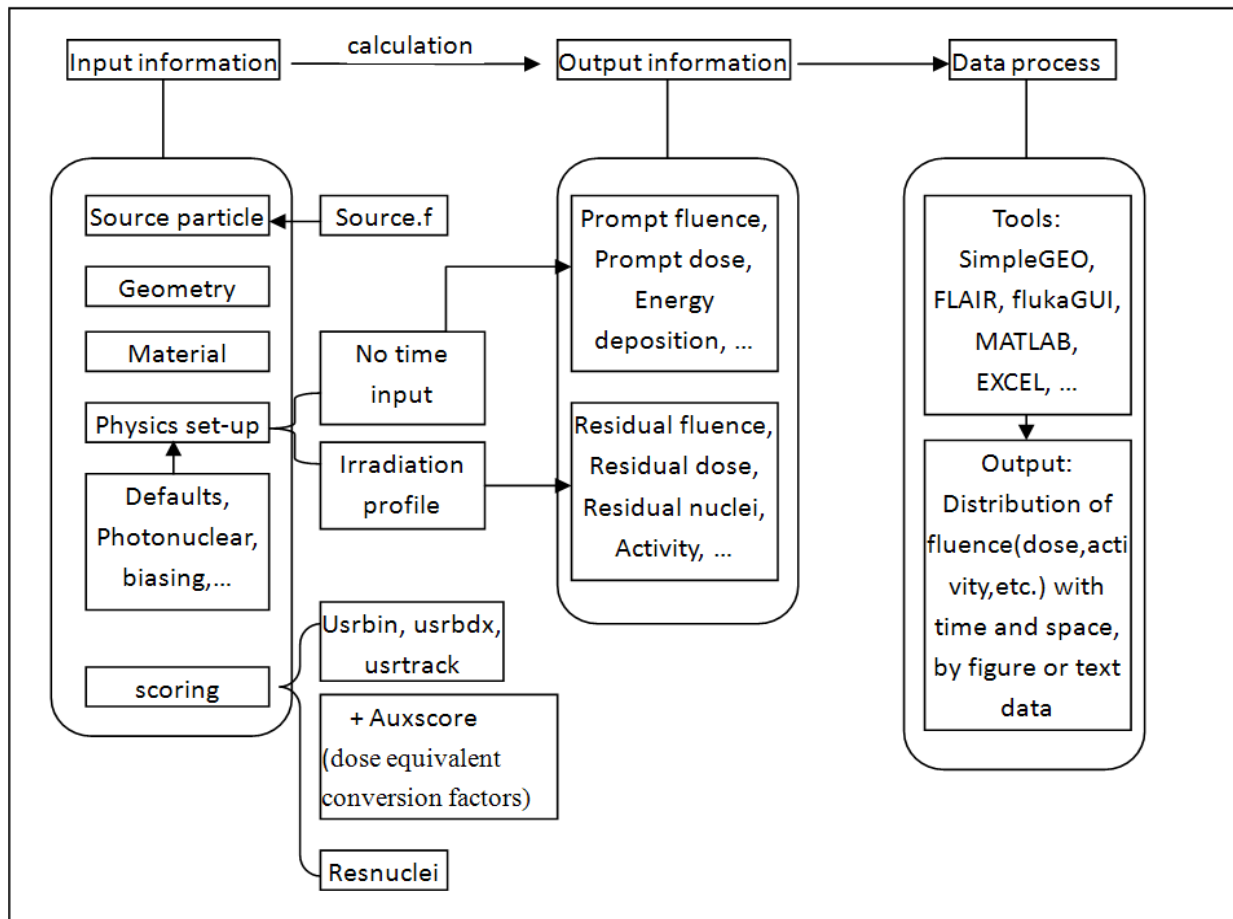 Input information
calculation
Output information
Data process
Source particle
Source.f
Geometry
Material
Physics set-up
Defaults,
Photonuclear,
biasing,...
scoring
No time
input
Irradiation
profile
Usrbin, usrbdx,
usrtrack
+ Auxscore
(dose equivalent
conversion factors)
Resnuclei
Prompt fluence,
Prompt dose,
Energy
deposition, ...
Residual fluence,
Residual dose,
Residual nuclei,
Activity, ...
Tools:
SimpleGEO,
FLAIR, flukaGUI,
MATLAB,
EXCEL, ...
Output:
Distribution of
fluence(dose,acti
vity,etc.) with
time and space,
by figure or text
data